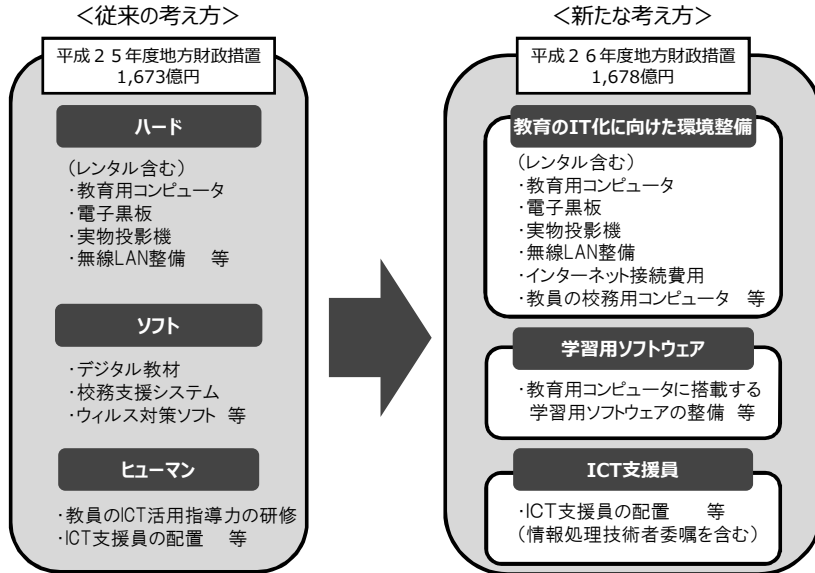 ＜従来の考え方＞
平成２５年度地方財政措置
1,673億円
ハード
(レンタル含む)
・教育用コンピュータ
・電子黒板
・実物投影機
・無線LAN整備　等
ソフト
・デジタル教材
・校務支援システム
・ウィルス対策ソフト 等
ヒューマン
・教員のICT活用指導力の研修
・ICT支援員の配置　等
＜新たな考え方＞
平成２６年度地方財政措置
1,678億円
教育のIT化に向けた環境整備
(レンタル含む)
・教育用コンピュータ
・電子黒板
・実物投影機
・無線LAN整備
・インターネット接続費用
・教員の校務用コンピュータ　等
学習用ソフトウェア
・教育用コンピュータに搭載する
学習用ソフトウェアの整備 等
ICT支援員
・ICT支援員の配置　　等
(情報処理技術者委嘱を含む)